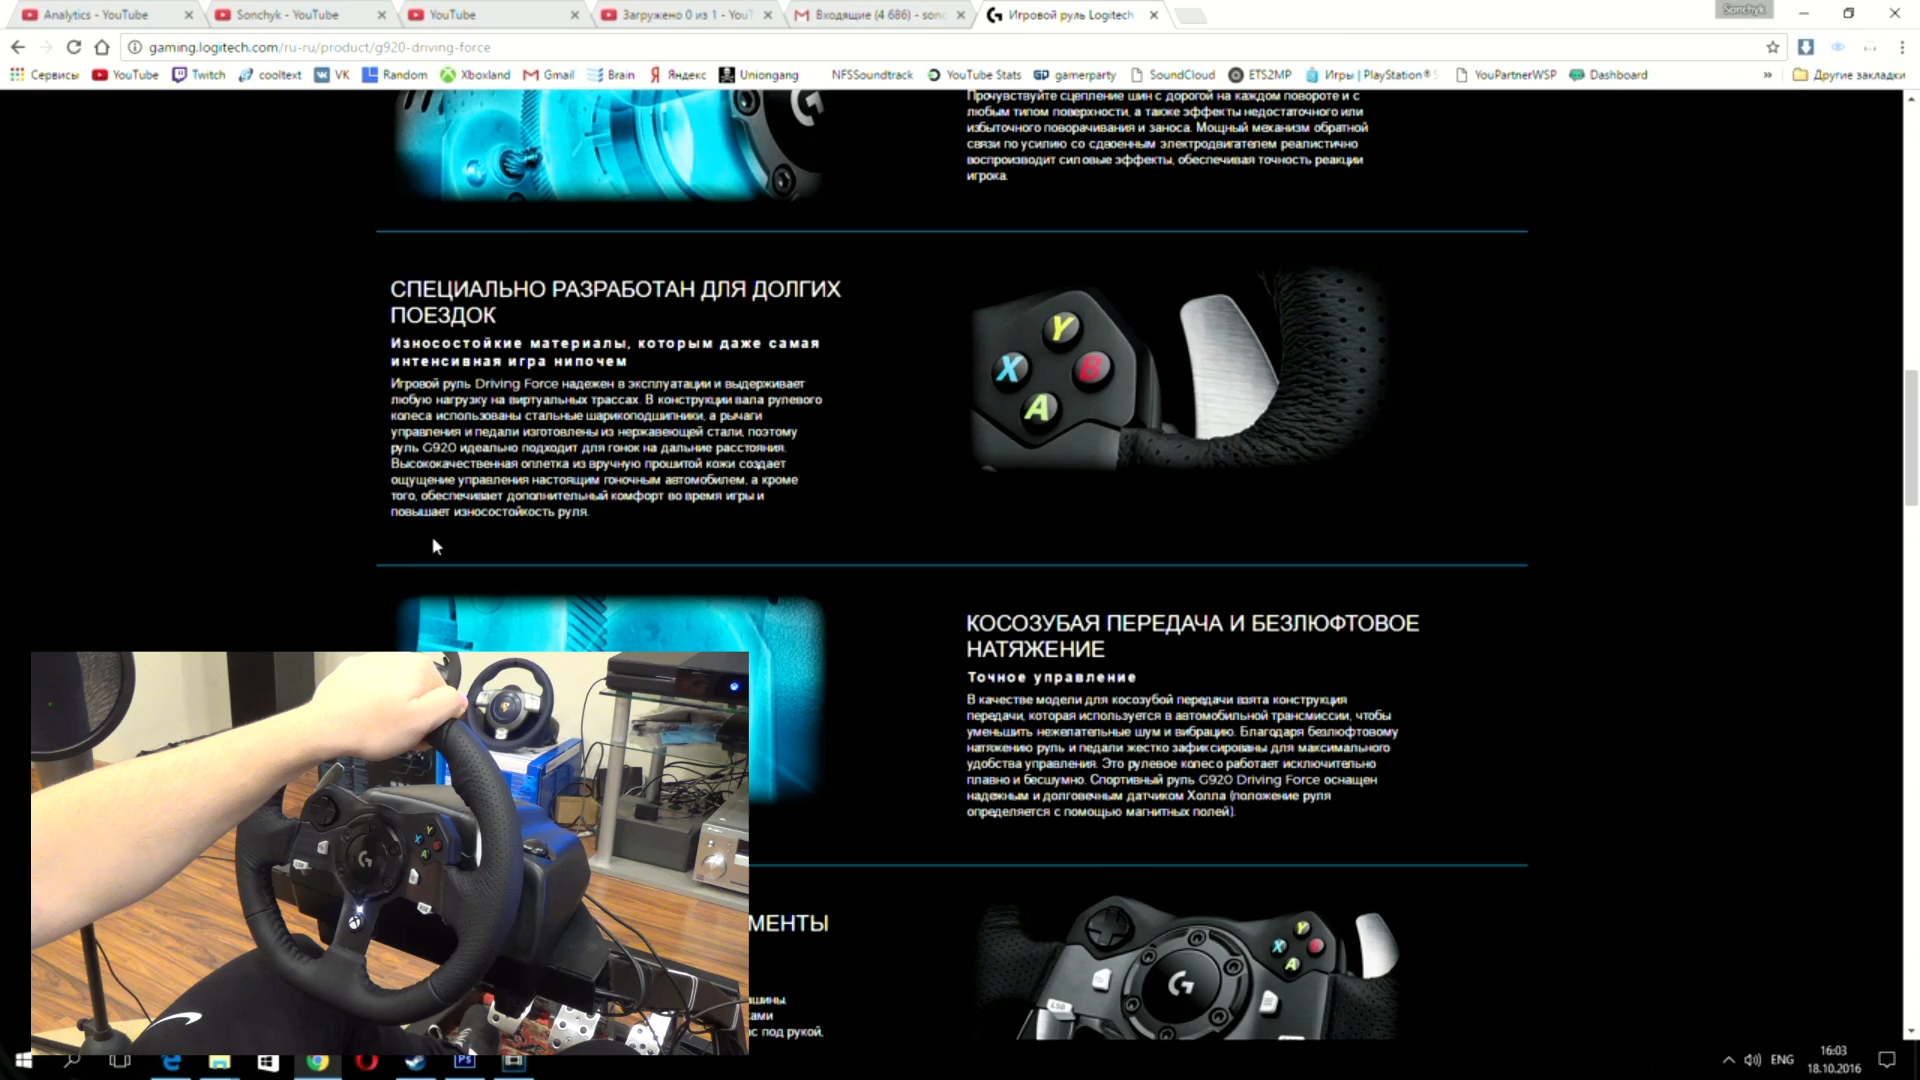 Analytics - YouTube
Sonchyk - YouTube
YouTube
Загружено 0 из 1 - YouT
Входящие (4 686) - sonc
Игровой руль Logitech
Sonchyk
gaming.logitech.com/ru-ru/product/g920-driving-force
Сервисы YouTube Twitch cooltext VK Random Xboxland Gmail Brain Яндекс Uniongang NFSSoundtrack YouTube Stats gamerparty SoundCloud ETS2MP Игры | PlayStation® YouPartnerWSP Dashboard » Другие закладки
Прочувствуйте сцепление шин с дорогой на каждом повороте и с
любым типом поверхности, а также эффекты недостаточного или
избыточного поворачивания и заноса. Мощный механизм обратной
связи по усилию со сдвоенным электродвигателем реалистично
воспроизводит силовые эффекты, обеспечивая точность реакции
игрока.
СПЕЦИАЛЬНО РАЗРАБОТАН ДЛЯ ДОЛГИХ
ПОЕЗДОК
Износостойкие материалы, которым даже самая
интенсивная игра нипочем
Игровой руль Driving Force надежен в эксплуатации и выдерживает
любую нагрузку на виртуальных трассах. В конструкции вала рулевого
колеса использованы стальные шарикоподшипники, а рычаги
управления и педали изготовлены из нержавеющей стали, поэтому
руль G920 идеально подходит для гонок на дальние расстояния.
Высококачественная оплетка из вручную прошитой кожи создает
ощущение управления настоящим гоночным автомобилем, а кроме
того, обеспечивает дополнительный комфорт во время игры и
повышает износостойкость руля.
Y
X
B
A
КОСОЗУБАЯ ПЕРЕДАЧА И БЕЗЛЮФТОВОЕ
НАТЯЖЕНИЕ
Точное управление
В качестве модели для косозубой передачи взята конструкция
передачи, которая используется в автомобильной трансмиссии, чтобы
уменьшить нежелательные шум и вибрацию. Благодаря безлюфтовому
натяжению руль и педали жестко зафиксированы для максимального
удобства управления. Это рулевое колесо работает исключительно
плавно и бесшумно. Спортивный руль G920 Driving Force оснащен
надежным и долговечным датчиком Холла (положение руля
определяется с помощью магнитных полей).
Y
X
B
A
LSB
МЕНТЫ
ашины.
ками
с под рукой,
Y
X
B
A
LSB
Ps
ENG
16:03
18.10.2016